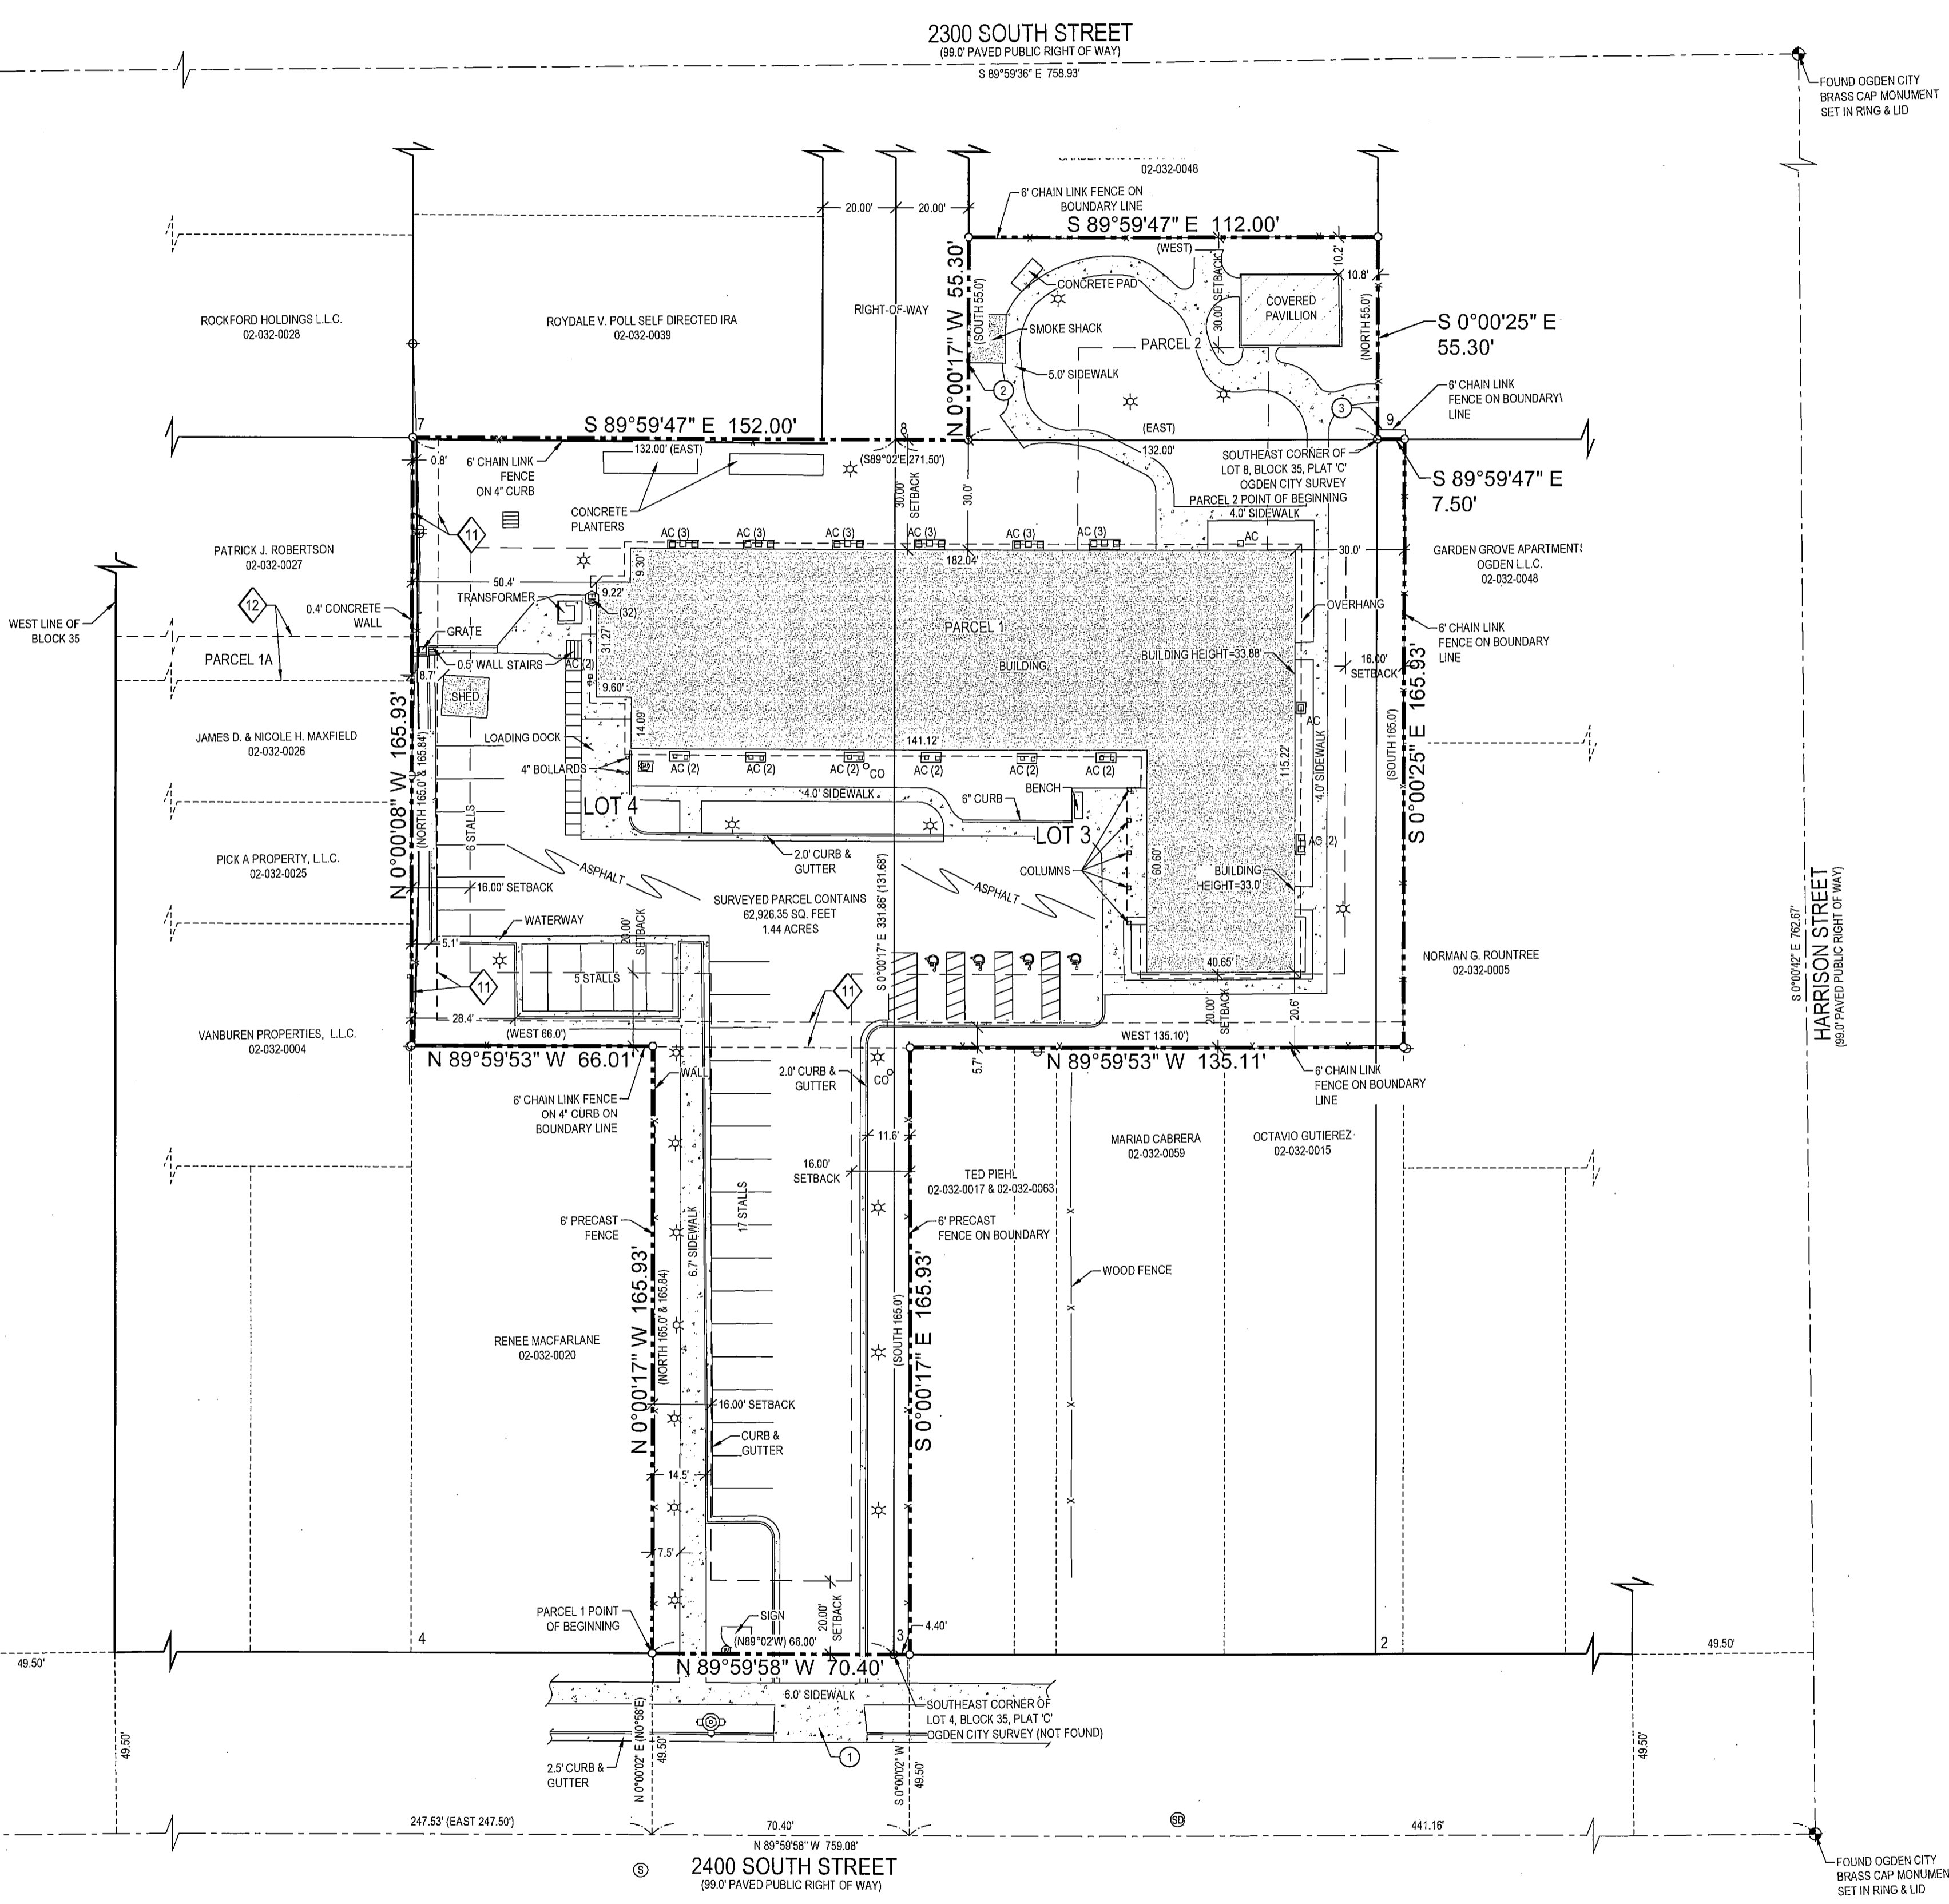 2300 SOUTH STREET
(99.0' PAVED PUBLIC RIGHT OF WAY)
S 89°59'36" E 758.93'
FOUND OGDEN CITY
BRASS CAP MONUMENT
SET IN RING & LID
02-032-0048
6' CHAIN LINK FENCE ON
BOUNDARY LINE
20.00'
20.00'
S 89°59'47" E 112.00'
(WEST)
10.2'
10.8'
N 0°00'17" W 55.30'
(SOUTH 55.0')
CONCRETE PAD
30.00' SETBACK
COVERED
PAVILLION
(NORTH 55.0')
S 0°00'25" E
55.30'
ROCKFORD HOLDINGS L.L.C.
02-032-0028
ROYDALE V. POLL SELF DIRECTED IRA
02-032-0039
RIGHT-OF-WAY
SMOKE SHACK
PARCEL 2
5.0' SIDEWALK
2
3
6' CHAIN LINK
FENCE ON BOUNDARY\
LINE
7
S 89°59'47" E 152.00'
8
(EAST)
9
132.00' (EAST)
(S89°02'E 271.50')
132.00'
0.8'
6' CHAIN LINK
FENCE
ON 4" CURB
30.00'
SETBACK
30.0'
SOUTHEAST CORNER OF
LOT 8, BLOCK 35, PLAT 'C'
OGDEN CITY SURVEY
PARCEL 2 POINT OF BEGINNING
S 89°59'47" E
7.50'
CONCRETE
PLANTERS
4.0' SIDEWALK
11
AC (3)
AC (3)
AC (3)
AC (3)
AC (3)
AC (3)
AC
PATRICK J. ROBERTSON
02-032-0027
9.30'
182.04'
30.0'
GARDEN GROVE APARTMENTS
OGDEN L.L.C.
02-032-0048
50.4'
TRANSFORMER
9.22'
(32)
12
0.4' CONCRETE
WALL
WEST LINE OF
BLOCK 35
GRATE
31.27'
PARCEL 1
OVERHANG
6' CHAIN LINK
FENCE ON BOUNDARY
LINE
PARCEL 1A
0.5' WALL STAIRS
AC (2)
BUILDING
BUILDING HEIGHT=33.88'
16.00'
SETBACK
8.7'
SHED
9.60'
N 0°00'08" W 165.93'
(NORTH 165.0' & 165.84')
S 0°00'25" E 165.93'
(SOUTH 165.0')
JAMES D. & NICOLE H. MAXFIELD
02-032-0026
LOADING DOCK
14.09'
141.12'
AC
115.22'
4.0' SIDEWALK
4" BOLLARDS
AC (2)
AC (2)
AC (2)
CO
AC (2)
AC (2)
AC (2)
LOT 4
4.0' SIDEWALK
6" CURB
BENCH
LOT 3
6 STALLS
AC (2)
2.0' CURB &
GUTTER
PICK A PROPERTY, L.L.C.
02-032-0025
ASPHALT
ASPHALT
COLUMNS
60.60'
BUILDING
HEIGHT=33.0'
16.00' SETBACK
SURVEYED PARCEL CONTAINS
62,926.35 SQ. FEET
1.44 ACRES
S 0°00'17" E 331.86' (131.68')
WATERWAY
20.00'
SETBACK
5.1'
5 STALLS
11
11
40.65'
NORMAN G. ROUNTREE
02-032-0005
S 0°00'42" E 762.67'
HARRISON STREET
(99.0' PAVED PUBLIC RIGHT OF WAY)
28.4'
20.00'
SETBACK
20.6'
VANBUREN PROPERTIES, L.L.C.
02-032-0004
(WEST 66.0')
WEST 135.10')
N 89°59'53" W 66.01'
5.7'
N 89°59'53" W 135.11'
WALL
2.0' CURB &
GUTTER
CO
6' CHAIN LINK
FENCE ON BOUNDARY
LINE
6' CHAIN LINK FENCE
ON 4" CURB ON
BOUNDARY LINE
11.6'
MARIAD CABRERA
02-032-0059
OCTAVIO GUTIEREZ
02-032-0015
16.00'
SETBACK
TED PIEHL
02-032-0017 & 02-032-0063
17 STALLS
6' PRECAST
FENCE
6.7' SIDEWALK
6' PRECAST
FENCE ON BOUNDARY
WOOD FENCE
N 0°00'17" W 165.93'
(NORTH 165.0' & 165.84)
(SOUTH 165.0')
S 0°00'17" E 165.93'
RENEE MACFARLANE
02-032-0020
16.00' SETBACK
CURB &
GUTTER
14.5'
7.5'
PARCEL 1 POINT
OF BEGINNING
SIGN
20.00'
SETBACK
4
(N89°02'W) 66.00'
3
4.40'
2
49.50'
49.50'
N 89°59'58" W 70.40'
6.0' SIDEWALK
SOUTHEAST CORNER OF
LOT 4, BLOCK 35, PLAT 'C'
OGDEN CITY SURVEY (NOT FOUND)
49.50'
2.5' CURB &
GUTTER
N 0°00'02" E (N0°58'E)
49.50'
1
S 0°00'02" W
49.50'
49.50'
247.53' (EAST 247.50')
70.40'
SD
441.16'
N 89°59'58" W 759.08'
S
2400 SOUTH STREET
(99.0' PAVED PUBLIC RIGHT OF WAY)
FOUND OGDEN CITY
BRASS CAP MONUMEN
SET IN RING & LID